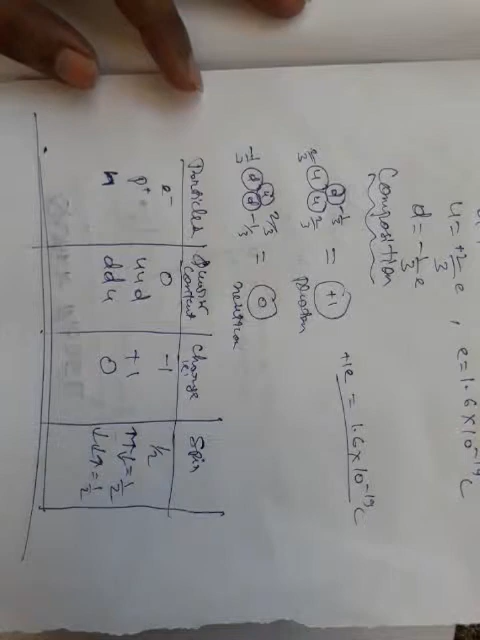 u = +2/3 e , e = 1.6 × 10⁻¹⁹ C
d = -1/3 e
Composition
2/3 u d -1/3 u 2/3 = +1 +1e = 1.6 × 10⁻¹⁹ C
proton
-1/3 d u 2/3 d -1/3 = 0
neutron
Particles Quark content Charge (e) Spin
e⁻ 0 -1 1/2
p⁺ uud +1 ↑↑↓ = 1/2
n ddu 0 ↓↓↑ = 1/2